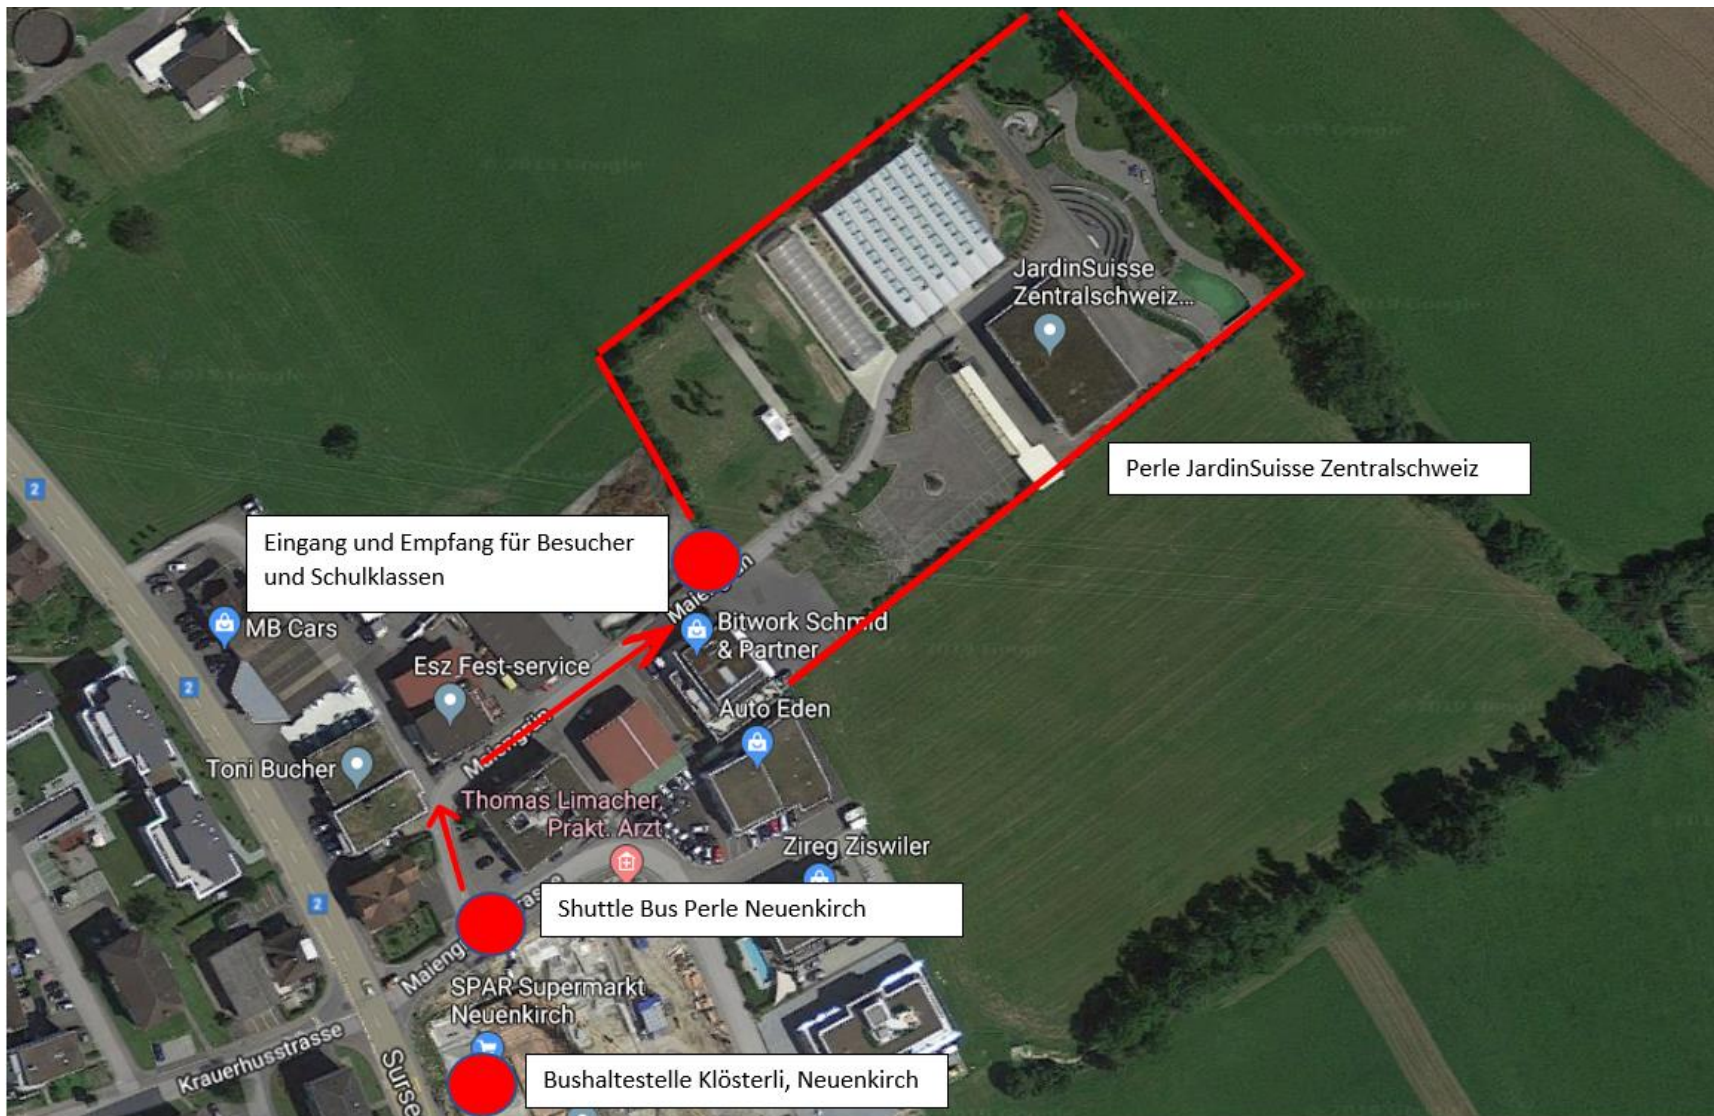 JardinSuisse
Zentralschweiz...
2
Perle JardinSuisse Zentralschweiz
Eingang und Empfang für Besucher
und Schulklassen
MB Cars
Bitwork Schmid
& Partner
Esz Fest-service
2
Auto Eden
Maiengrün
Toni Bucher
Thomas Limacher,
Prakt. Arzt
Zireg Ziswiler
2
Shuttle Bus Perle Neuenkirch
SPAR Supermarkt
Neuenkirch
Krauerhusstrasse
Bushaltestelle Klösterli, Neuenkirch